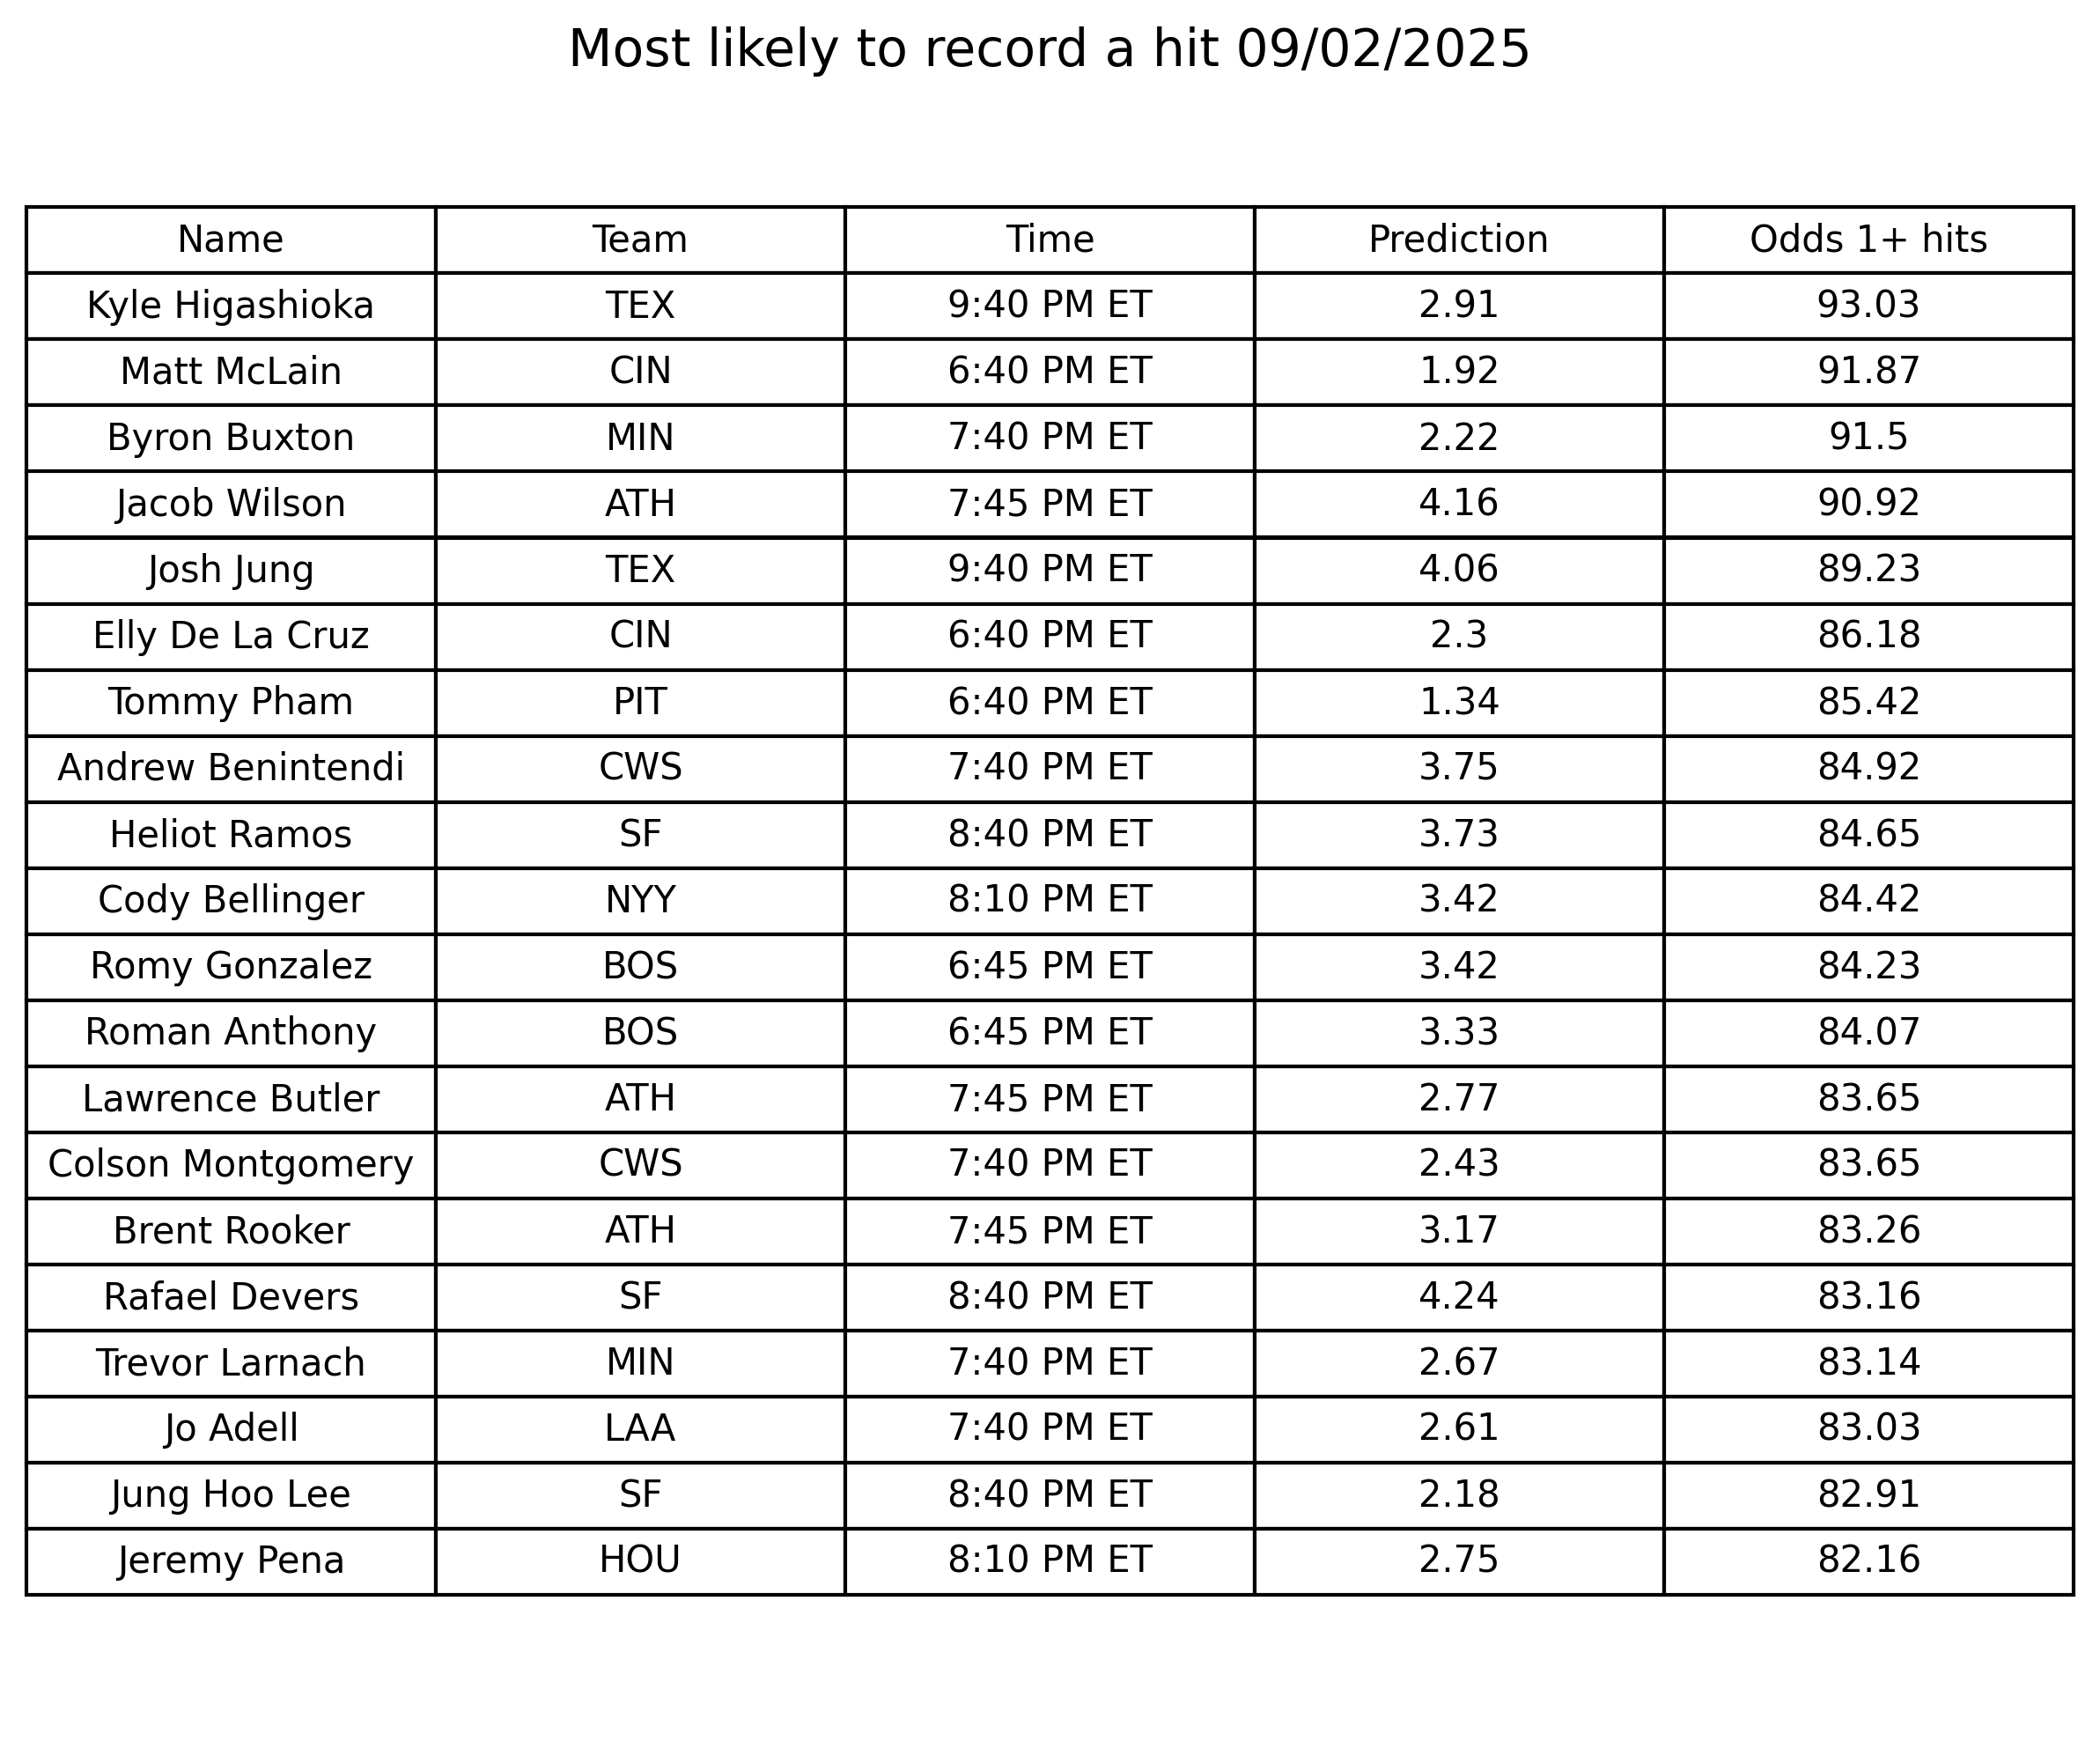 Most likely to record a hit 09/02/2025
Name Team Time Prediction Odds 1+ hits
Kyle Higashioka TEX 9:40 PM ET 2.91 93.03
Matt McLain CIN 6:40 PM ET 1.92 91.87
Byron Buxton MIN 7:40 PM ET 2.22 91.5
Jacob Wilson ATH 7:45 PM ET 4.16 90.92
Josh Jung TEX 9:40 PM ET 4.06 89.23
Elly De La Cruz CIN 6:40 PM ET 2.3 86.18
Tommy Pham PIT 6:40 PM ET 1.34 85.42
Andrew Benintendi CWS 7:40 PM ET 3.75 84.92
Heliot Ramos SF 8:40 PM ET 3.73 84.65
Cody Bellinger NYY 8:10 PM ET 3.42 84.42
Romy Gonzalez BOS 6:45 PM ET 3.42 84.23
Roman Anthony BOS 6:45 PM ET 3.33 84.07
Lawrence Butler ATH 7:45 PM ET 2.77 83.65
Colson Montgomery CWS 7:40 PM ET 2.43 83.65
Brent Rooker ATH 7:45 PM ET 3.17 83.26
Rafael Devers SF 8:40 PM ET 4.24 83.16
Trevor Larnach MIN 7:40 PM ET 2.67 83.14
Jo Adell LAA 7:40 PM ET 2.61 83.03
Jung Hoo Lee SF 8:40 PM ET 2.18 82.91
Jeremy Pena HOU 8:10 PM ET 2.75 82.16